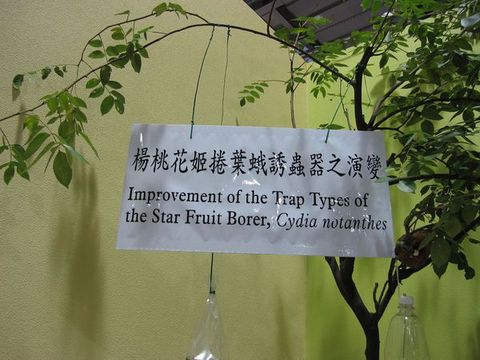 楊桃花姬捲葉蛾誘蟲器之演變
Improvement of the Trap Types of
the Star Fruit Borer, Cydia notanthes